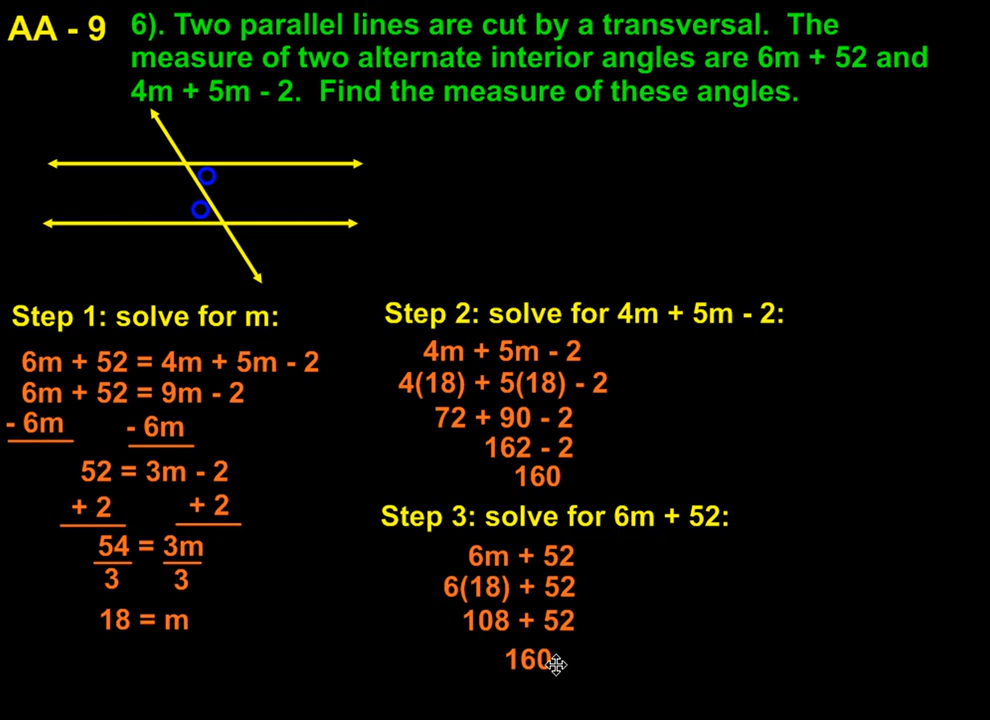 AA - 9
6). Two parallel lines are cut by a transversal. The
measure of two alternate interior angles are 6m + 52 and
4m + 5m - 2. Find the measure of these angles.
Step 1: solve for m:
6m + 52 = 4m + 5m - 2
6m + 52 = 9m - 2
- 6m - 6m
52 = 3m - 2
+ 2 + 2
54 = 3m
3 3
18 = m
Step 2: solve for 4m + 5m - 2:
4m + 5m - 2
4(18) + 5(18) - 2
72 + 90 - 2
162 - 2
160
Step 3: solve for 6m + 52:
6m + 52
6(18) + 52
108 + 52
160